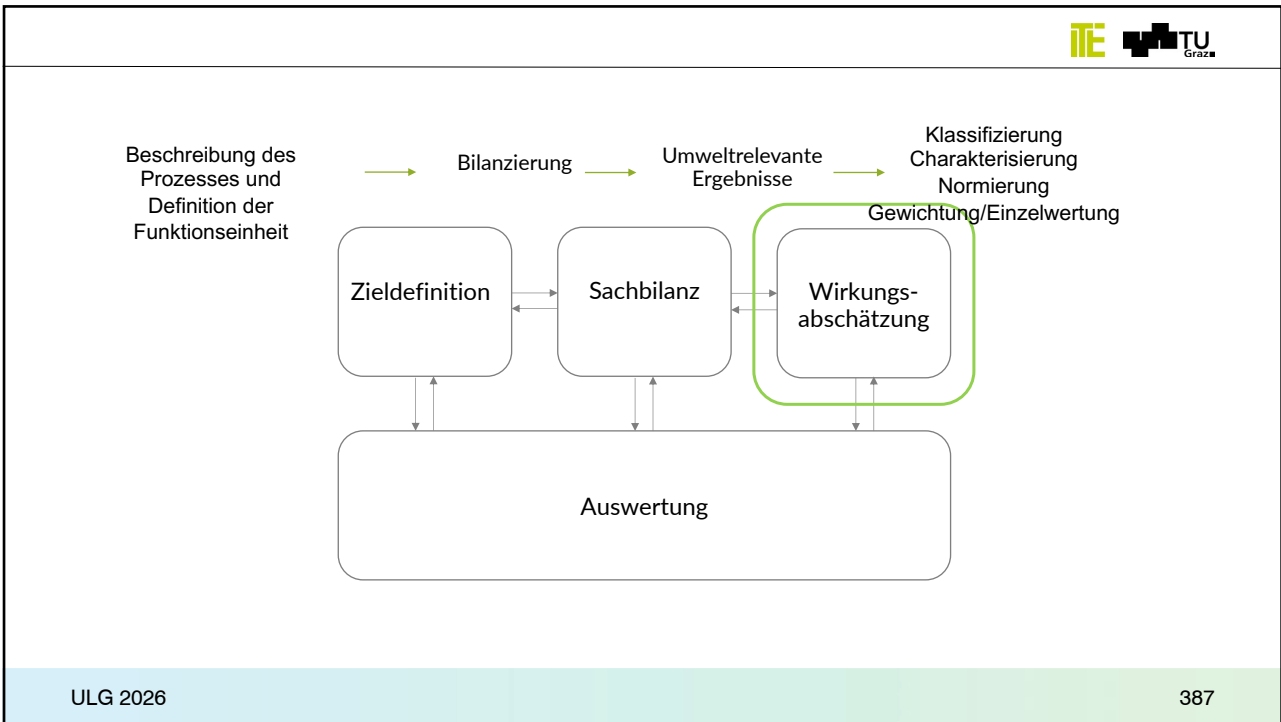 iTE TU
Graz
Beschreibung des
Prozesses und
Definition der
Funktionseinheit
Bilanzierung
Umweltrelevante
Ergebnisse
Klassifizierung
Charakterisierung
Normierung
Gewichtung/Einzelwertung
Zieldefinition
Sachbilanz
Wirkungs-
abschätzung
Auswertung
ULG 2026
387